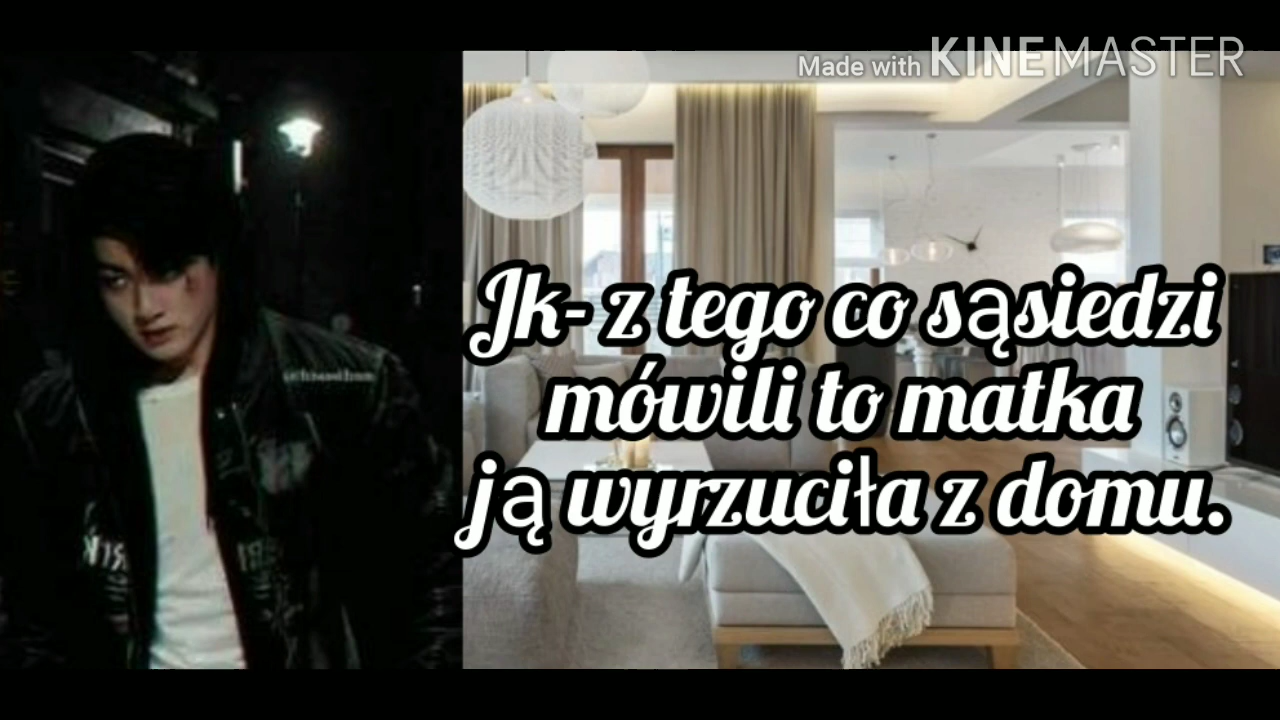 Made with KINEMASTER
Jk- z tego co sąsiedzi
mówili to matka
ją wyrzuciła z domu.